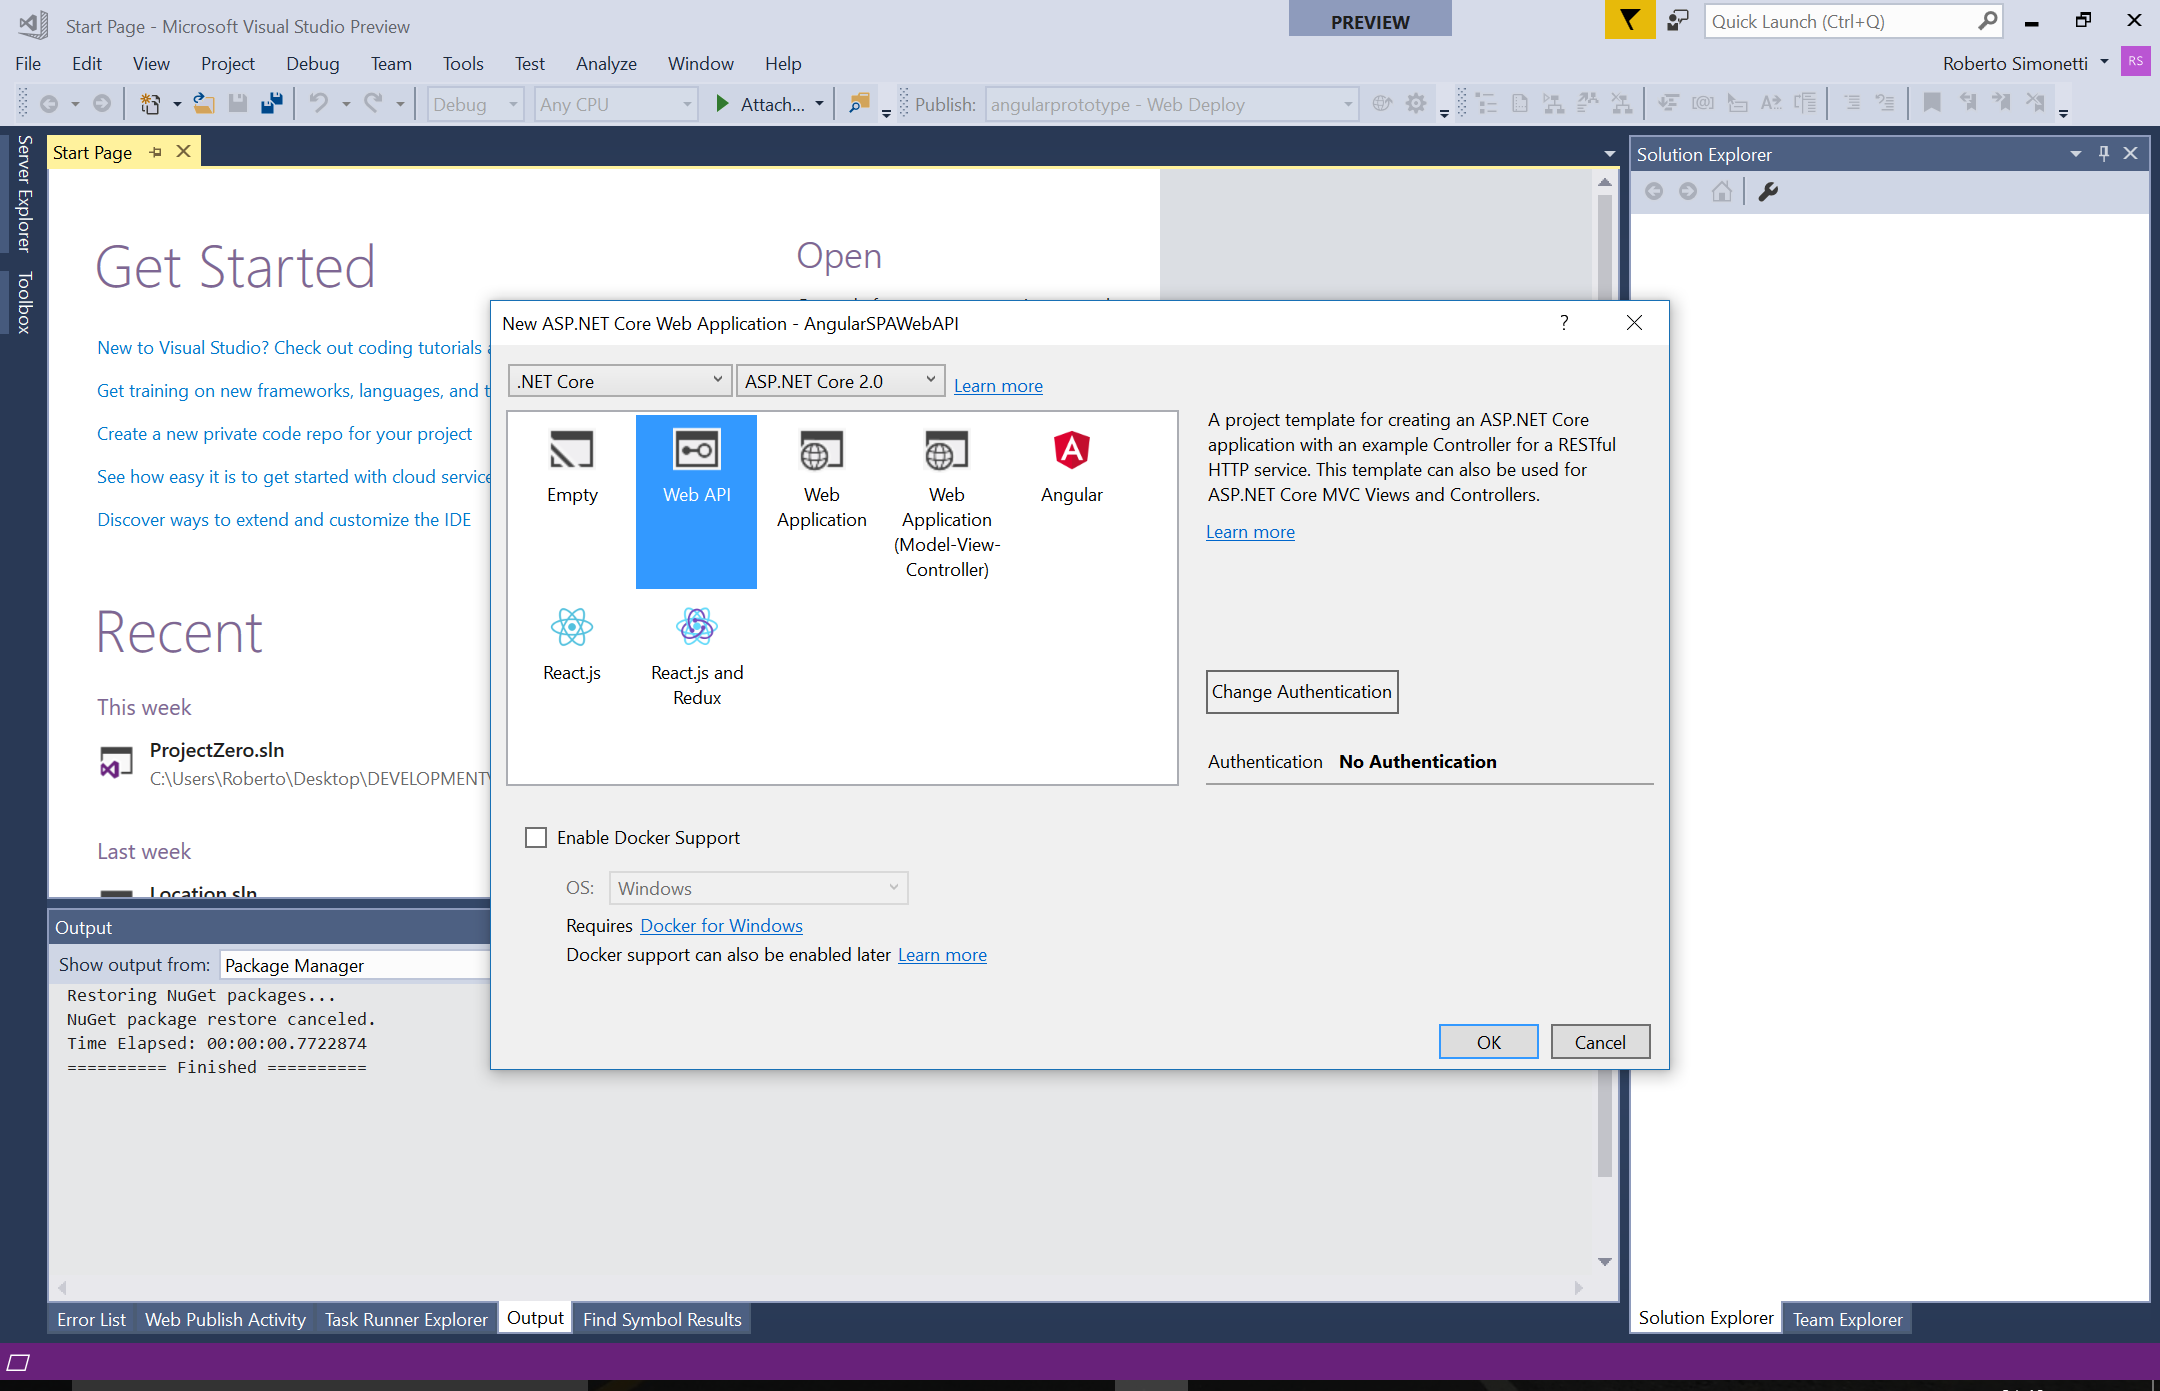 Start Page - Microsoft Visual Studio Preview
PREVIEW
Quick Launch (Ctrl+Q)
File Edit View Project Debug Team Tools Test Analyze Window Help
Roberto Simonetti
RS
Debug
Any CPU
Attach...
Publish:
angularprototype - Web Deploy
Server Explorer
Toolbox
Start Page
Get Started
New to Visual Studio? Check out coding tutorials
Get training on new frameworks, languages, and
Create a new private code repo for your project
See how easy it is to get started with cloud service
Discover ways to extend and customize the IDE
Recent
This week
ProjectZero.sln
C:\Users\Roberto\Desktop\DEVELOPMENT\
Last week
Location.sln
Open
New ASP.NET Core Web Application - AngularSPAWebAPI
?
.NET Core
ASP.NET Core 2.0
Learn more
Empty
Web API
Web
Application
Web
Application
(Model-View-
Controller)
Angular
React.js
React.js and
Redux
A project template for creating an ASP.NET Core
application with an example Controller for a RESTful
HTTP service. This template can also be used for
ASP.NET Core MVC Views and Controllers.
Learn more
Change Authentication
Authentication No Authentication
Enable Docker Support
OS: Windows
Requires Docker for Windows
Docker support can also be enabled later Learn more
OK
Cancel
Output
Show output from: Package Manager
Restoring NuGet packages...
NuGet package restore canceled.
Time Elapsed: 00:00:00.7722874
========== Finished ==========
Error List
Web Publish Activity
Task Runner Explorer
Output
Find Symbol Results
Solution Explorer
Solution Explorer
Team Explorer